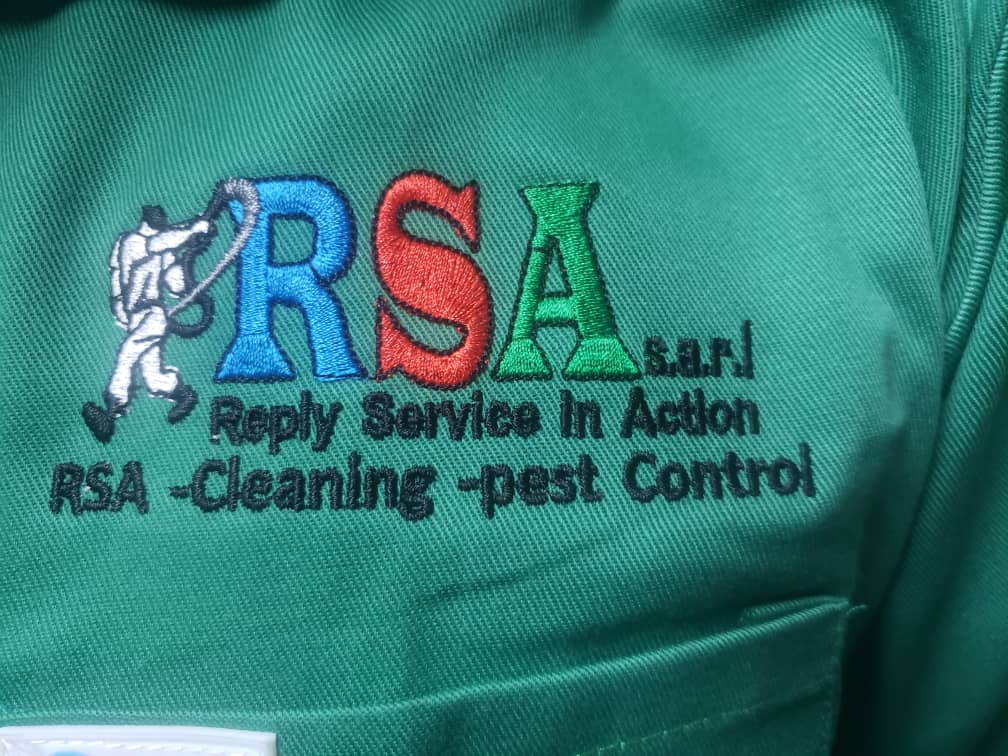 RSA s.a.r.l
Reply Service in Action
RSA -Cleaning -pest Control